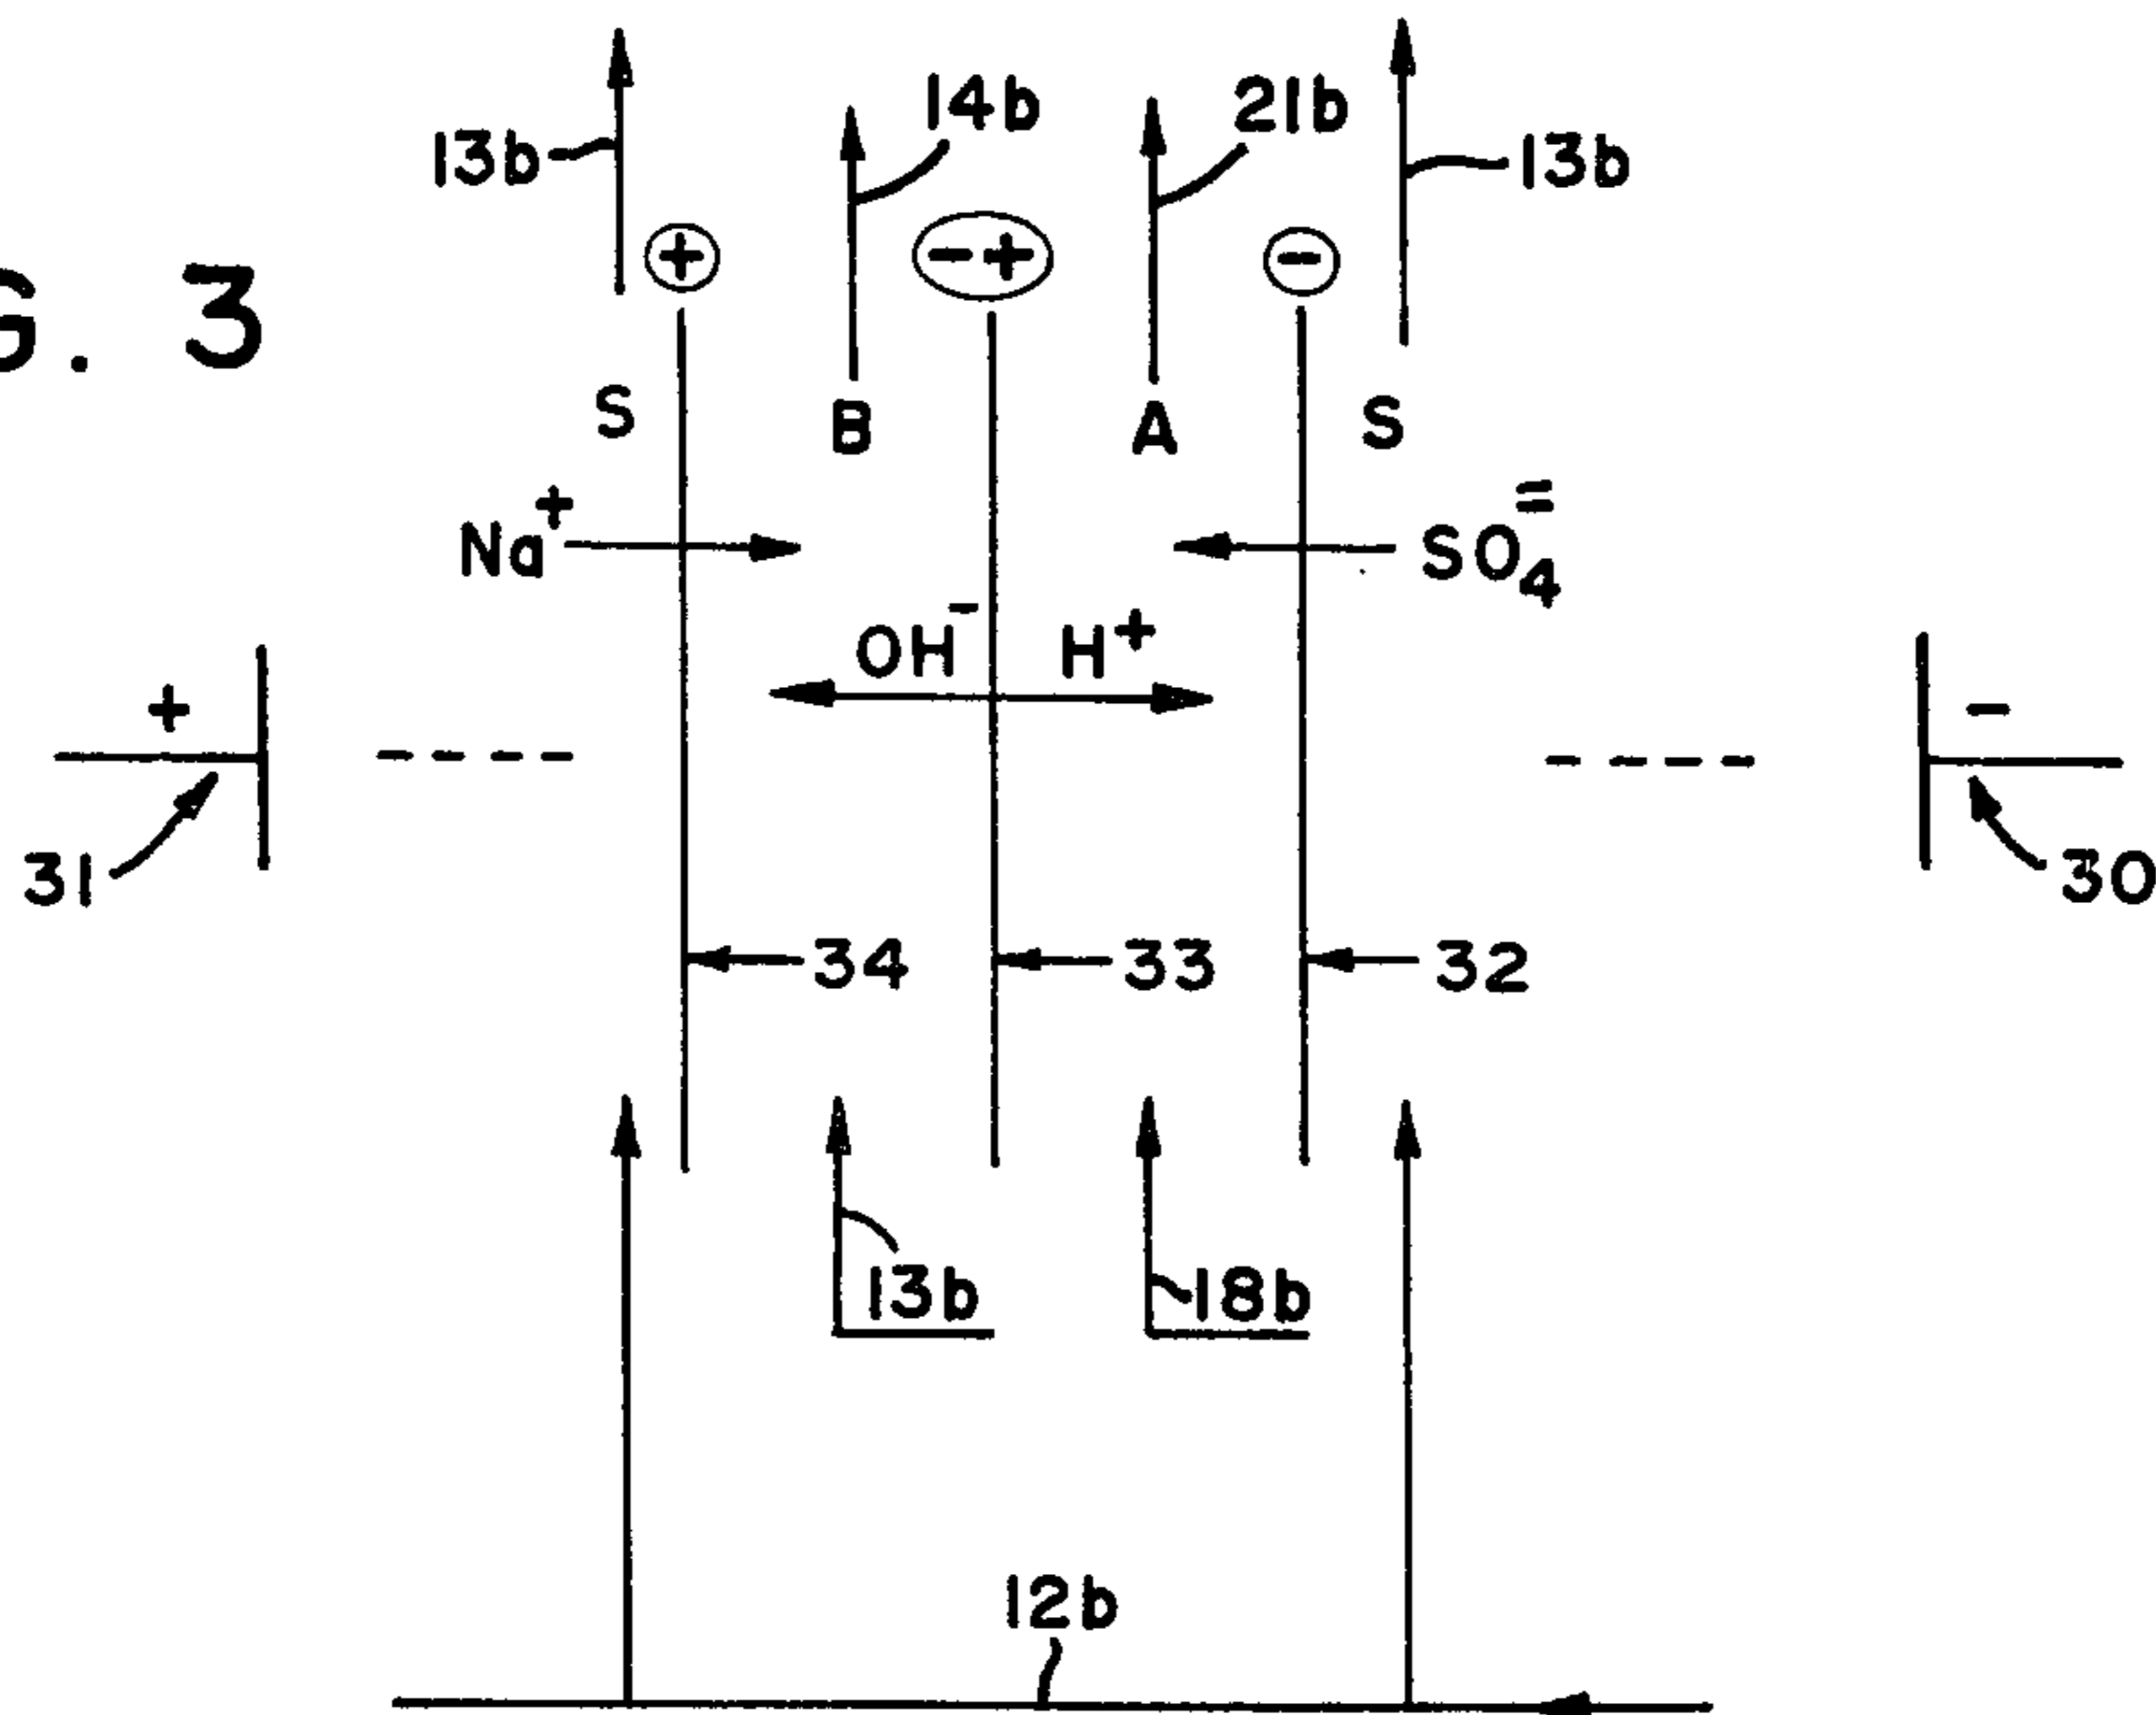 14b 21b
13b 13b
+ - + -
G. 3
S B A S
Na+ SO4=
OH- H+
+ -
31 30
34 33 32
13b 18b
12b